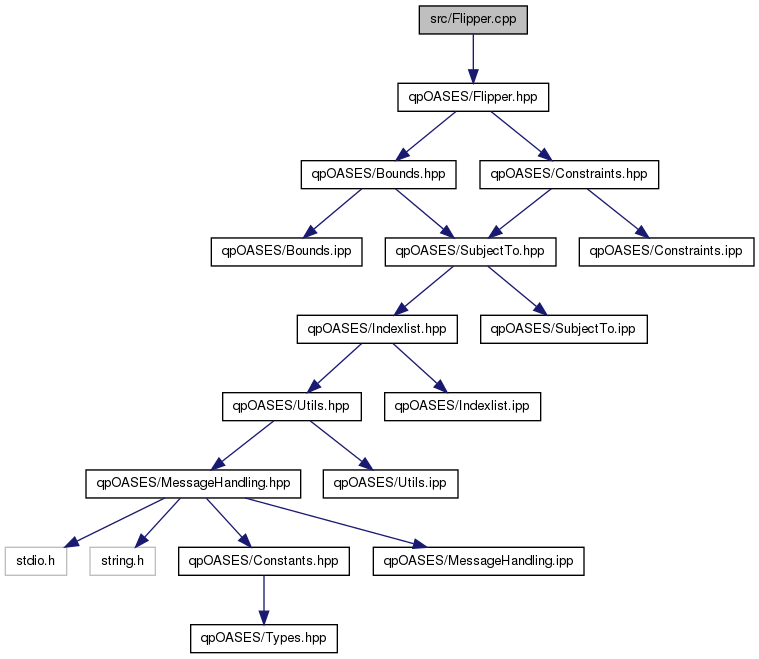 src/Flipper.cpp
qpOASES/Flipper.hpp
qpOASES/Bounds.hpp
qpOASES/Constraints.hpp
qpOASES/Bounds.ipp
qpOASES/SubjectTo.hpp
qpOASES/Constraints.ipp
qpOASES/Indexlist.hpp
qpOASES/SubjectTo.ipp
qpOASES/Utils.hpp
qpOASES/Indexlist.ipp
qpOASES/MessageHandling.hpp
qpOASES/Utils.ipp
stdio.h
string.h
qpOASES/Constants.hpp
qpOASES/MessageHandling.ipp
qpOASES/Types.hpp